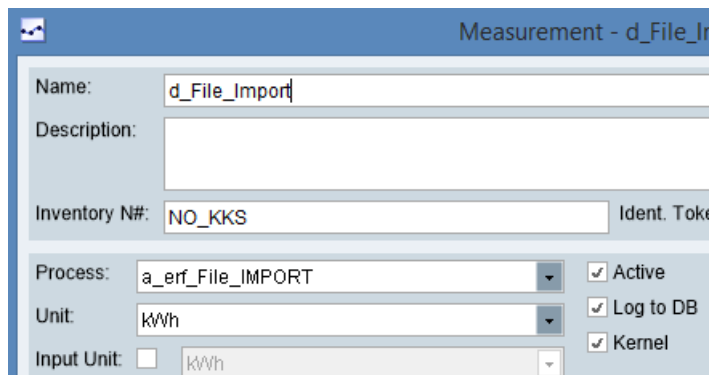 Measurement - d_File_I
Name: d_File_Import
Description:
Inventory N#: NO_KKS Ident. Toke
Process: a_erf_File_IMPORT Active
Unit: kWh Log to DB
Kernel
Input Unit: kWh